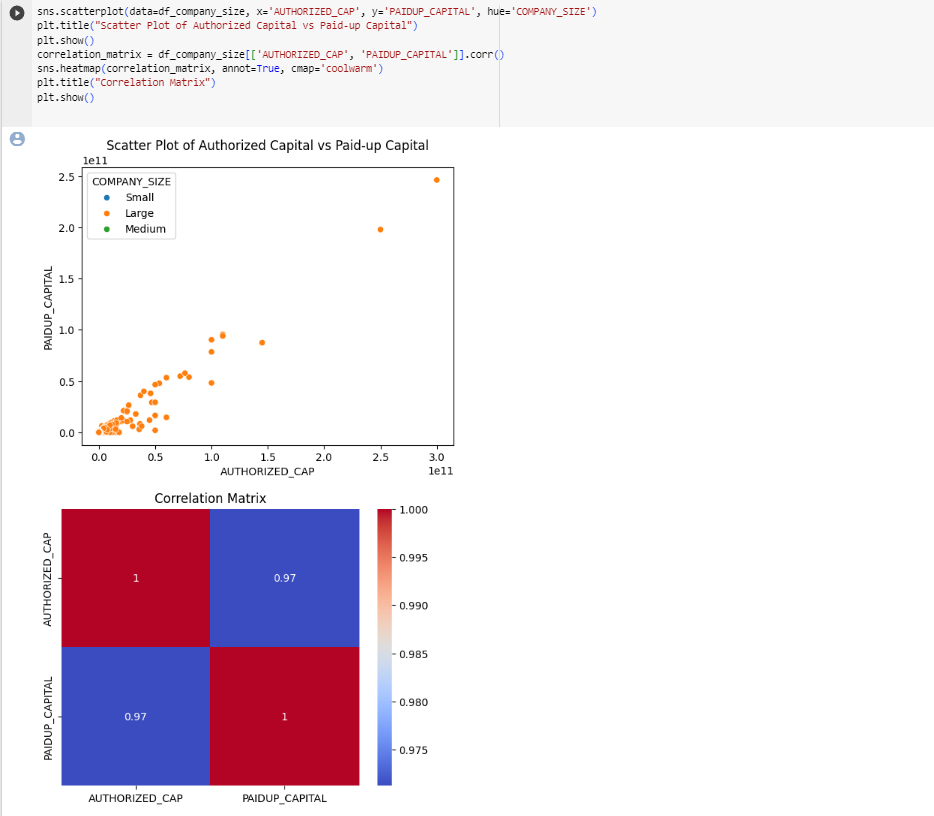 sns.scatterplot(data=df_company_size, x='AUTHORIZED_CAP', y='PAIDUP_CAPITAL', hue='COMPANY_SIZE')
plt.title("Scatter Plot of Authorized Capital vs Paid-up Capital")
plt.show()
correlation_matrix = df_company_size[['AUTHORIZED_CAP', 'PAIDUP_CAPITAL']].corr()
sns.heatmap(correlation_matrix, annot=True, cmap='coolwarm')
plt.title("Correlation Matrix")
plt.show()
Scatter Plot of Authorized Capital vs Paid-up Capital
1e11
COMPANY_SIZE
Small
Large
Medium
2.5
2.0
1.5
1.0
0.5
0.0
PAIDUP_CAPITAL
0.0 0.5 1.0 1.5 2.0 2.5 3.0
AUTHORIZED_CAP 1e11
Correlation Matrix
AUTHORIZED_CAP
PAIDUP_CAPITAL
1 0.97
0.97 1
AUTHORIZED_CAP PAIDUP_CAPITAL
1.000
0.995
0.990
0.985
0.980
0.975